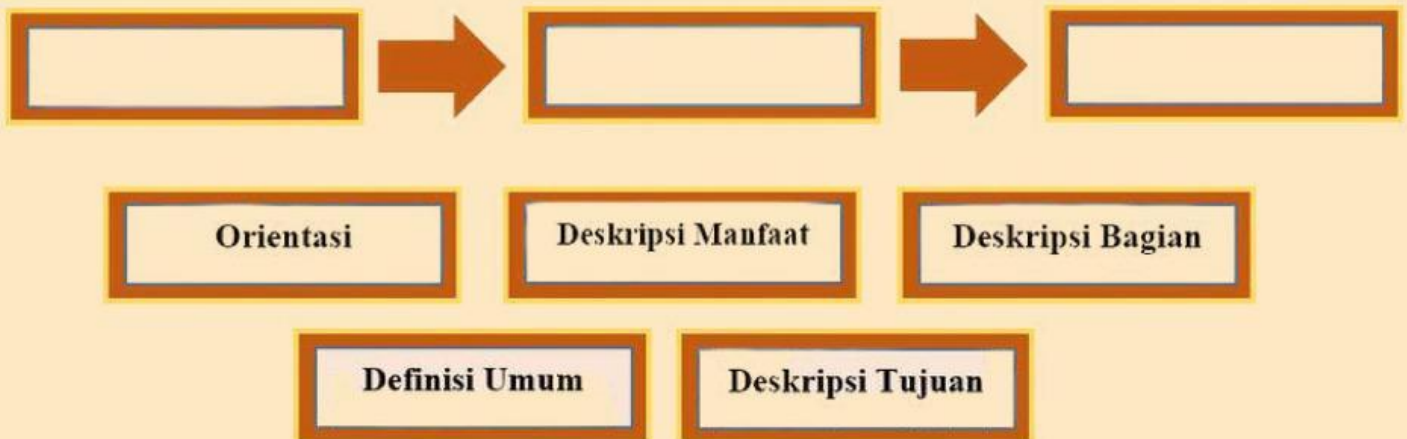 Orientasi
Deskripsi Manfaat
Deskripsi Bagian
Definisi Umum
Deskripsi Tujuan